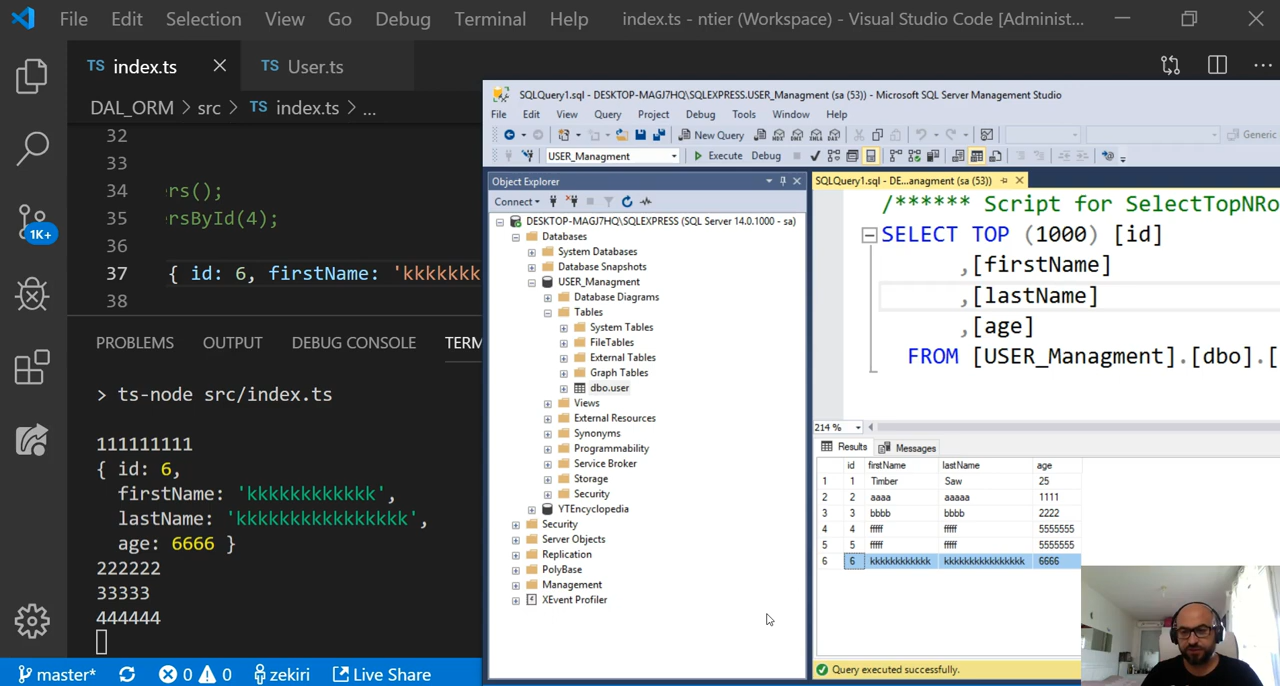 File Edit Selection View Go Debug Terminal Help index.ts - ntier (Workspace) - Visual Studio Code [Administ...
TS index.ts
TS User.ts
DAL_ORM > src > TS index.ts > ...
32
33
34 rs();
35 rsById(4);
36
37 { id: 6, firstName: 'kkkkkkk
38
PROBLEMS OUTPUT DEBUG CONSOLE TERM
> ts-node src/index.ts
111111111
{ id: 6,
firstName: 'kkkkkkkkkkkk',
lastName: 'kkkkkkkkkkkkkkkk',
age: 6666 }
222222
33333
444444
1K+
master* 0 0 zekiri Live Share
SQLQuery1.sql - DESKTOP-MAGJ7HQ\SQLEXPRESS.USER_Managment (sa (53)) - Microsoft SQL Server Management Studio
File Edit View Query Project Debug Tools Window Help
New Query Generic
USER_Managment Execute Debug
Object Explorer
Connect
DESKTOP-MAGJ7HQ\SQLEXPRESS (SQL Server 14.0.1000 - sa)
Databases
System Databases
Database Snapshots
USER_Managment
Database Diagrams
Tables
System Tables
FileTables
External Tables
Graph Tables
dbo.user
Views
External Resources
Synonyms
Programmability
Service Broker
Storage
Security
YTEncyclopedia
Security
Server Objects
Replication
PolyBase
Management
XEvent Profiler
SQLQuery1.sql - DE...anagment (sa (53))
/****** Script for SelectTopNRo
SELECT TOP (1000) [id]
,[firstName]
,[lastName]
,[age]
FROM [USER_Managment].[dbo].[
214 %
Results Messages
id firstName lastName age
1 1 Timber Saw 25
2 2 aaaa aaaaa 1111
3 3 bbbb bbbb 2222
4 4 fffff fffff 5555555
5 5 fffff fffff 5555555
6 6 kkkkkkkkkkkk kkkkkkkkkkkkkkkk 6666
Query executed successfully.